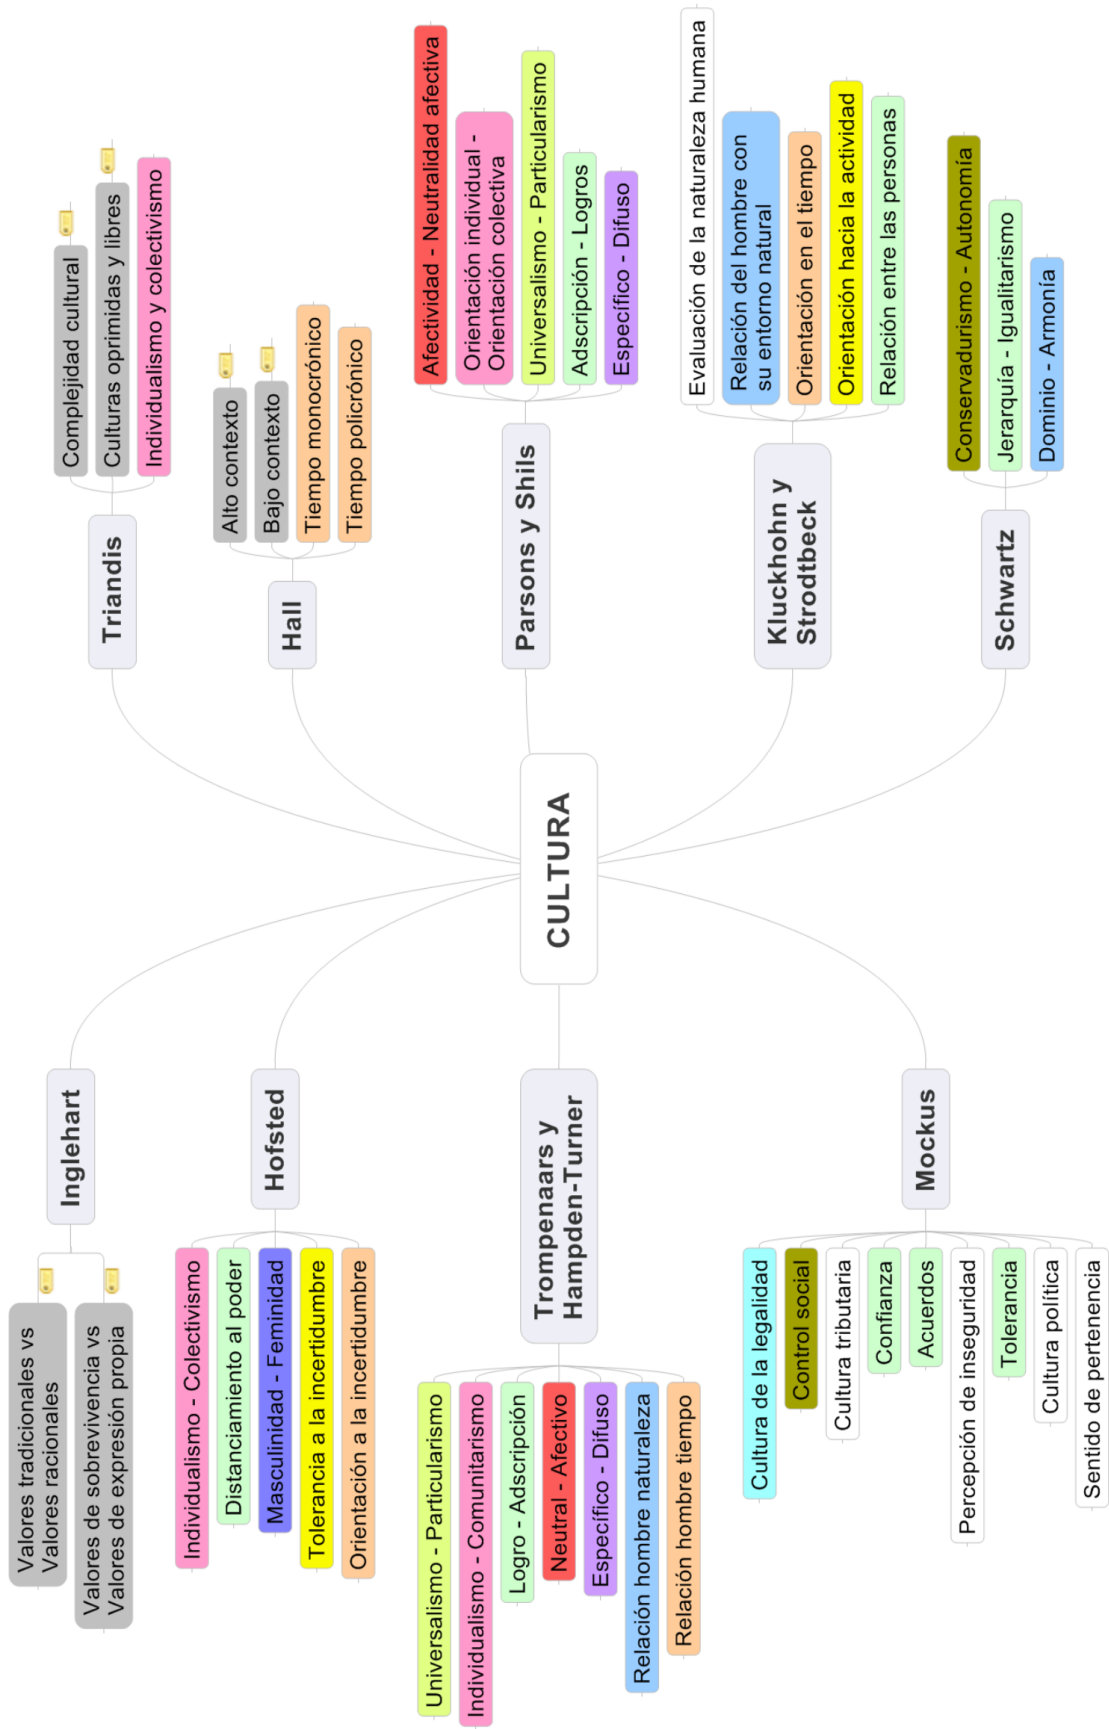 CULTURA
Inglehart
Valores tradicionales vs
Valores racionales
Valores de sobrevivencia vs
Valores de expresión propia
Hofsted
Individualismo - Colectivismo
Distanciamiento al poder
Masculinidad - Feminidad
Tolerancia a la incertidumbre
Orientación a la incertidumbre
Trompenaars y
Hampden-Turner
Universalismo - Particularismo
Individualismo - Comunitarismo
Logro - Adscripción
Neutral - Afectivo
Específico - Difuso
Relación hombre naturaleza
Relación hombre tiempo
Mockus
Cultura de la legalidad
Control social
Cultura tributaria
Confianza
Acuerdos
Percepción de inseguridad
Tolerancia
Cultura política
Sentido de pertenencia
Triandis
Complejidad cultural
Culturas oprimidas y libres
Individualismo y colectivismo
Hall
Alto contexto
Bajo contexto
Tiempo monocrónico
Tiempo policrónico
Parsons y Shils
Afectividad - Neutralidad afectiva
Orientación individual -
Orientación colectiva
Universalismo - Particularismo
Adscripción - Logros
Específico - Difuso
Kluckhohn y
Strodtbeck
Evaluación de la naturaleza humana
Relación del hombre con
su entorno natural
Orientación en el tiempo
Orientación hacia la actividad
Relación entre las personas
Schwartz
Conservadurismo - Autonomía
Jerarquía - Igualitarismo
Dominio - Armonía